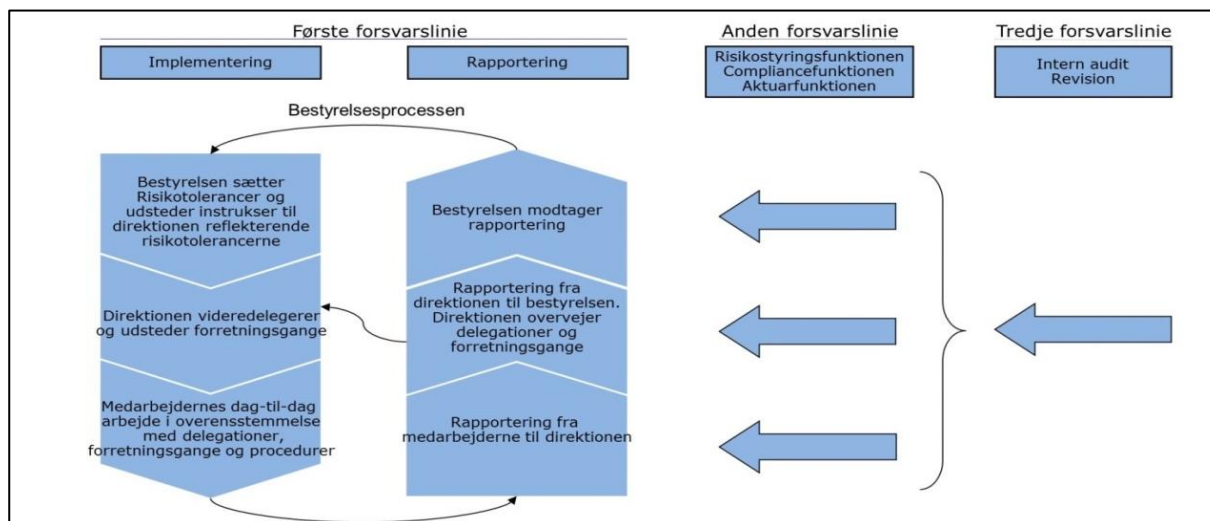 Første forsvarslinie
Anden forsvarslinie
Tredje forsvarslinie
Implementering
Rapportering
Risikostyringsfunktionen
Compliancefunktionen
Aktuarfunktionen
Intern audit
Revision
Bestyrelsesprocessen
Bestyrelsen sætter
Risikotolerancer og
udsteder instrukser til
direktionen reflekterende
risikotolerancerne
Direktionen videredelegerer
og udsteder forretningsgange
Medarbejdernes dag-til-dag
arbejde i overensstemmelse
med delegationer,
forretningsgange og procedurer
Bestyrelsen modtager
rapportering
Rapportering fra
direktionen til bestyrelsen.
Direktionen overvejer
delegationer og
forretningsgange
Rapportering fra
medarbejderne til direktionen